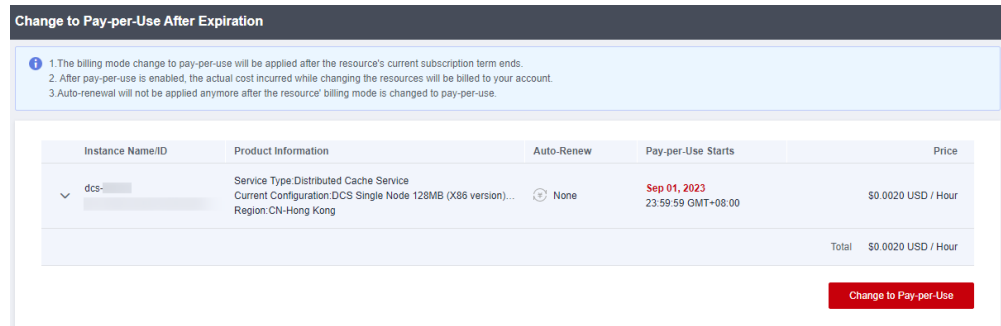 Change to Pay-per-Use After Expiration
1.The billing mode change to pay-per-use will be applied after the resource's current subscription term ends.
2. After pay-per-use is enabled, the actual cost incurred while changing the resources will be billed to your account.
3.Auto-renewal will not be applied anymore after the resource' billing mode is changed to pay-per-use.
Instance Name/ID Product Information Auto-Renew Pay-per-Use Starts Price
dcs-
Service Type:Distributed Cache Service
Current Configuration:DCS Single Node 128MB (X86 version)...
Region:CN-Hong Kong
None
Sep 01, 2023
23:59:59 GMT+08:00
$0.0020 USD / Hour
Total $0.0020 USD / Hour
Change to Pay-per-Use